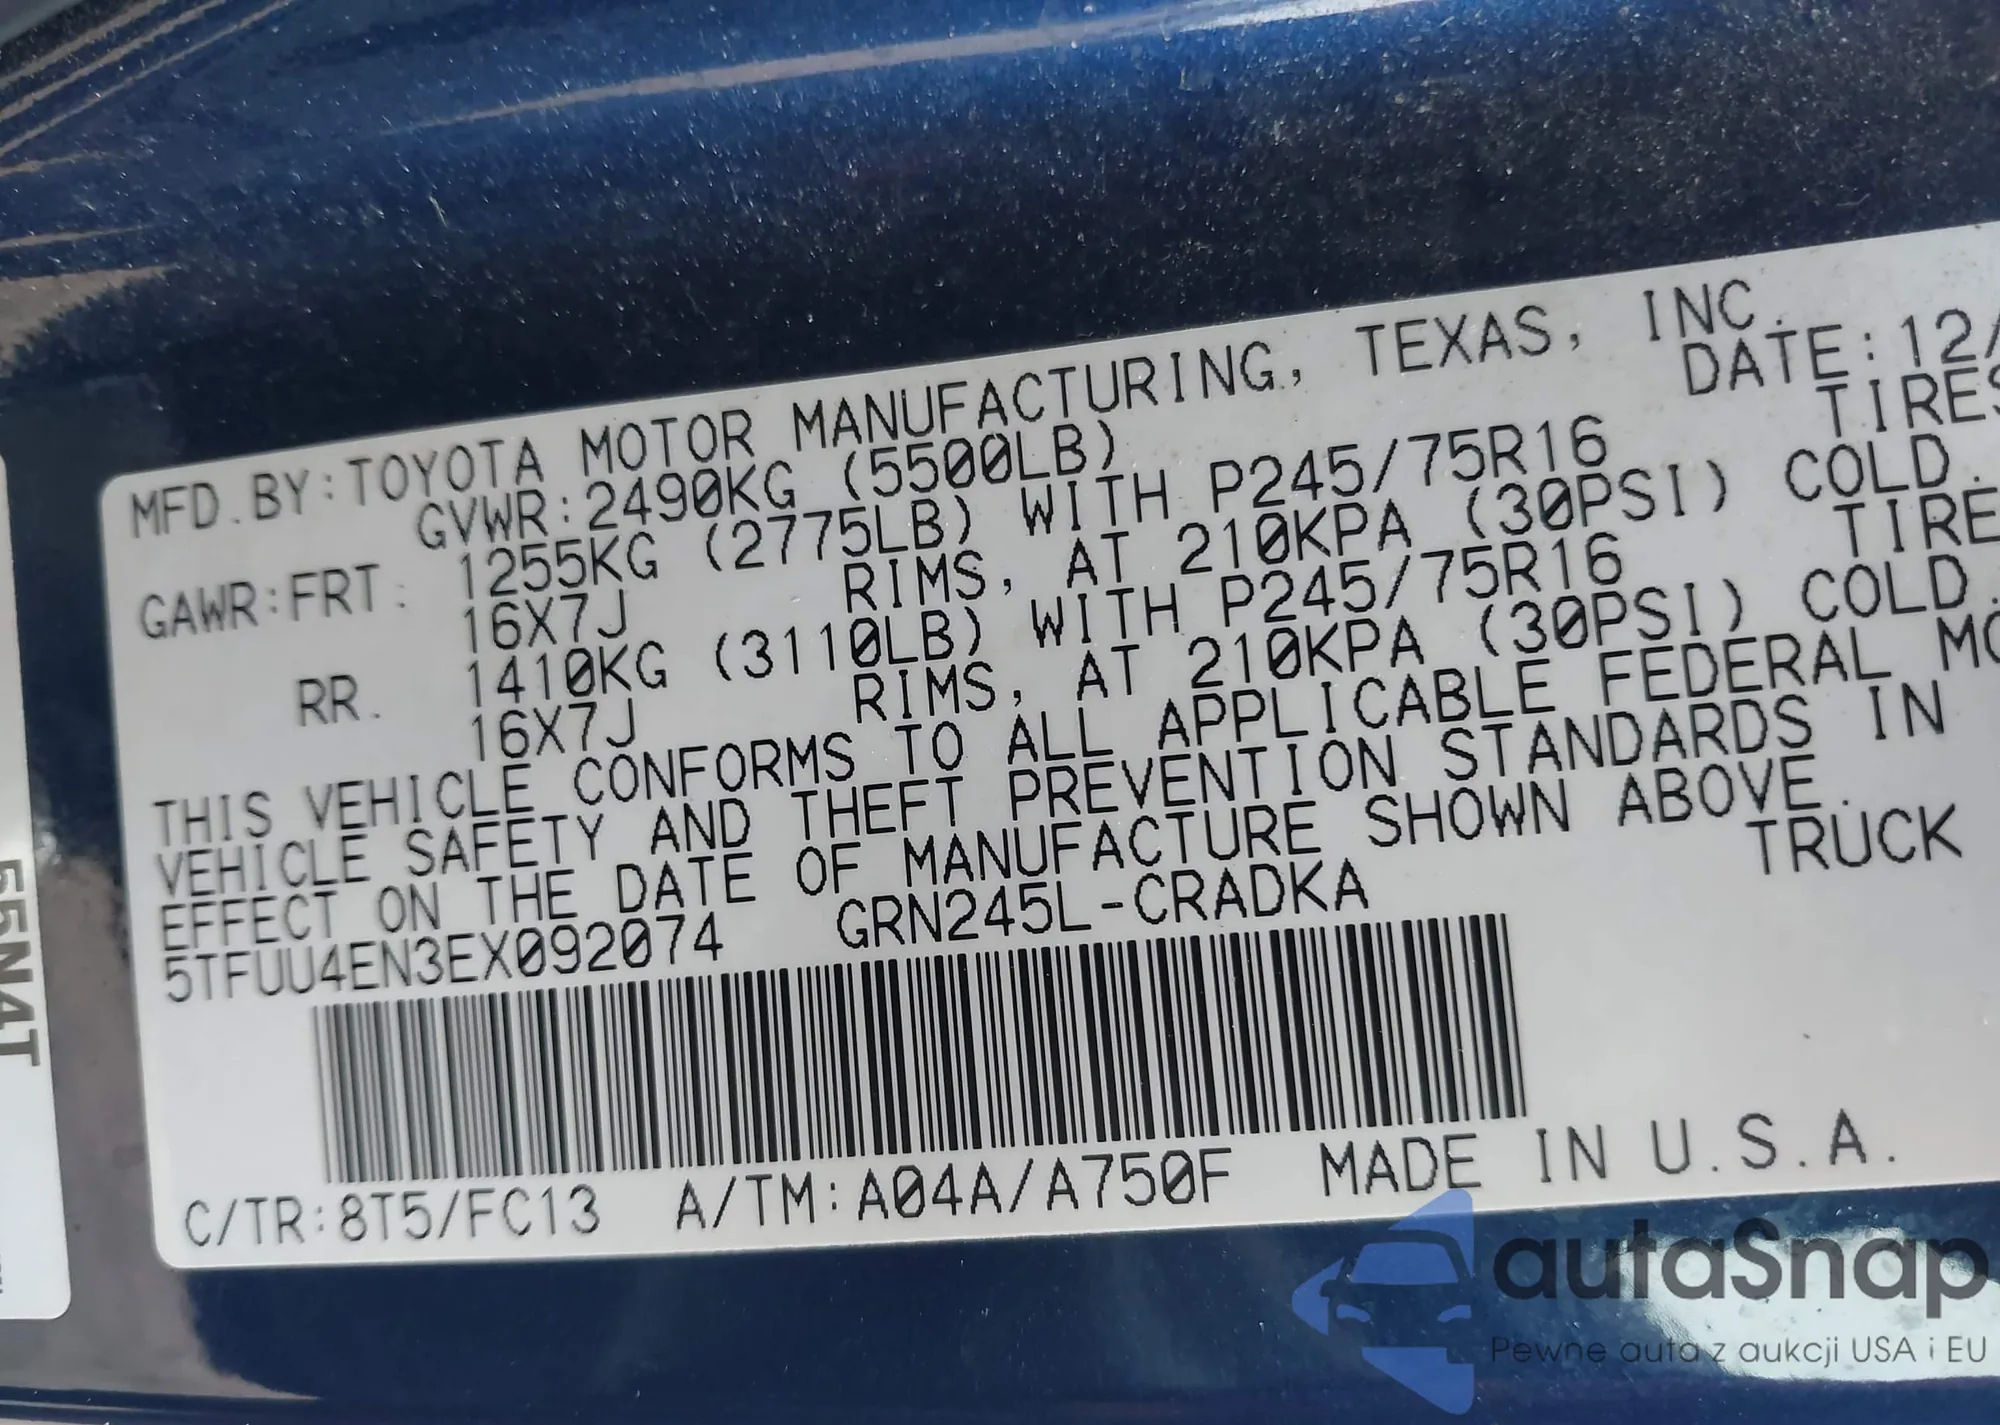 MFD.BY:TOYOTA MOTOR MANUFACTURING, TEXAS, INC.
GVWR:2490KG (5500LB) DATE:12/
GAWR:FRT: 1255KG (2775LB) WITH P245/75R16 TIRES
16X7J RIMS, AT 210KPA (30PSI) COLD.
RR. 1410KG (3110LB) WITH P245/75R16 TIRE
16X7J RIMS, AT 210KPA (30PSI) COLD.
THIS VEHICLE CONFORMS TO ALL APPLICABLE FEDERAL MO
VEHICLE SAFETY AND THEFT PREVENTION STANDARDS IN
EFFECT ON THE DATE OF MANUFACTURE SHOWN ABOVE.
5TFUU4EN3EX092074 GRN245L-CRADKA TRUCK
C/TR:8T5/FC13 A/TM:A04A/A750F MADE IN U.S.A.
55N4T
autaSnap
Pewne auta z aukcji USA i EU